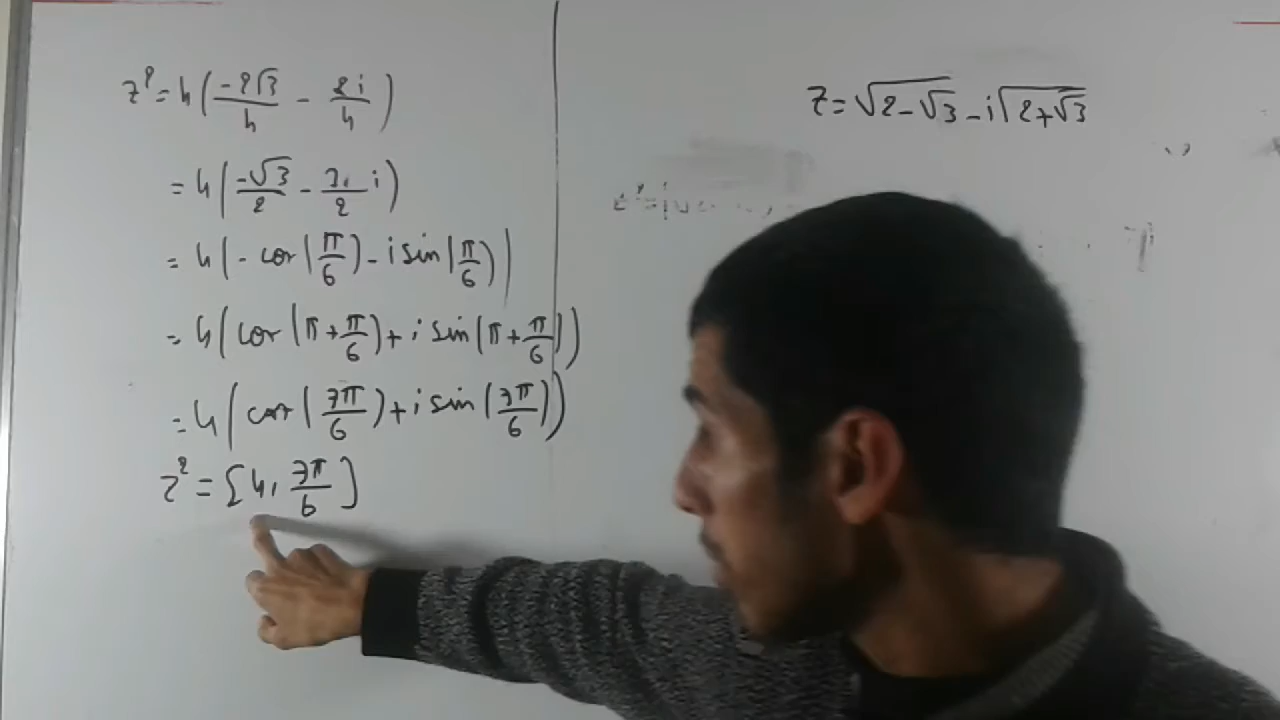 z² = 4(-2√3/4 - 2i/4)
= 4(-√3/2 - 1/2 i)
= 4(-cos(π/6) - i sin(π/6))
= 4(cos(π + π/6) + i sin(π + π/6))
= 4(cos(7π/6) + i sin(7π/6))
z² = [4, 7π/6]
z = √(2-√3) - i√(2+√3)